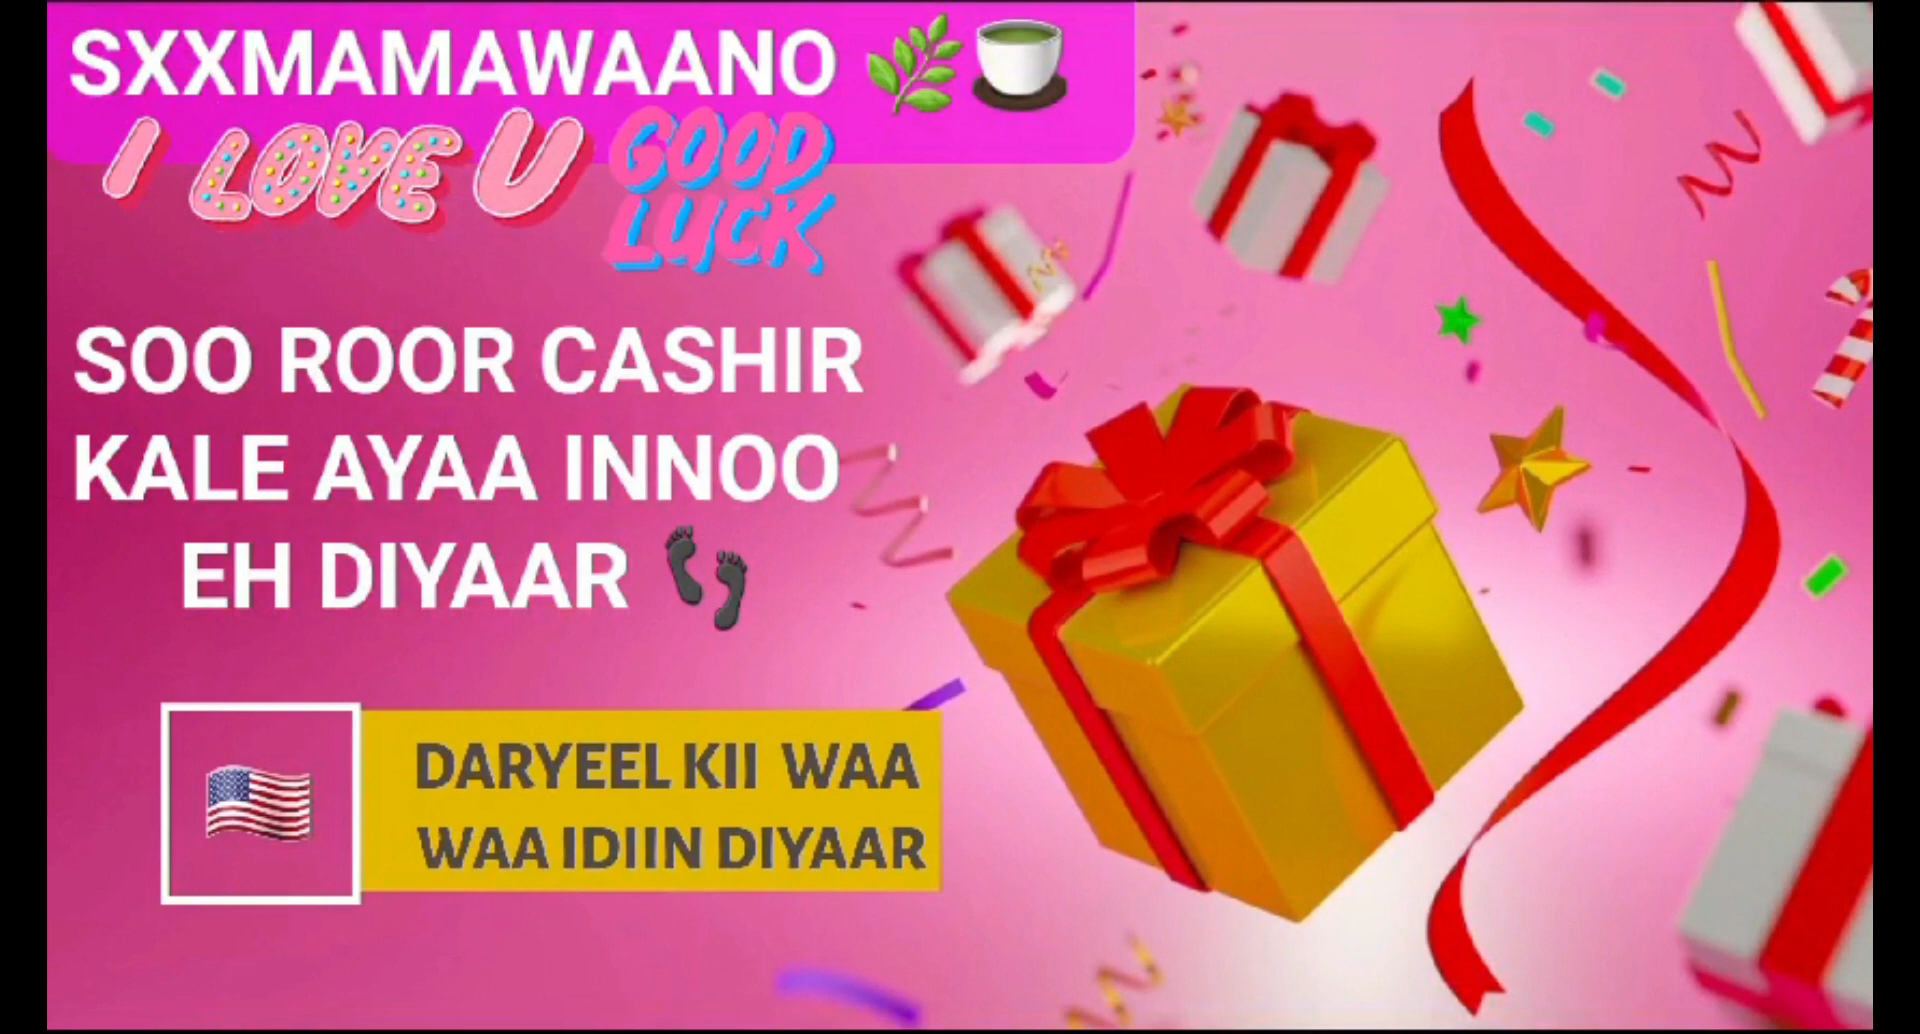 SXXMAMAWAANO 🌿🍵
I LOVE U GOOD
LUCK
SOO ROOR CASHIR
KALE AYAA INNOO
EH DIYAAR 👣
🇺🇸 DARYEEL KII WAA
WAA IDIIN DIYAAR